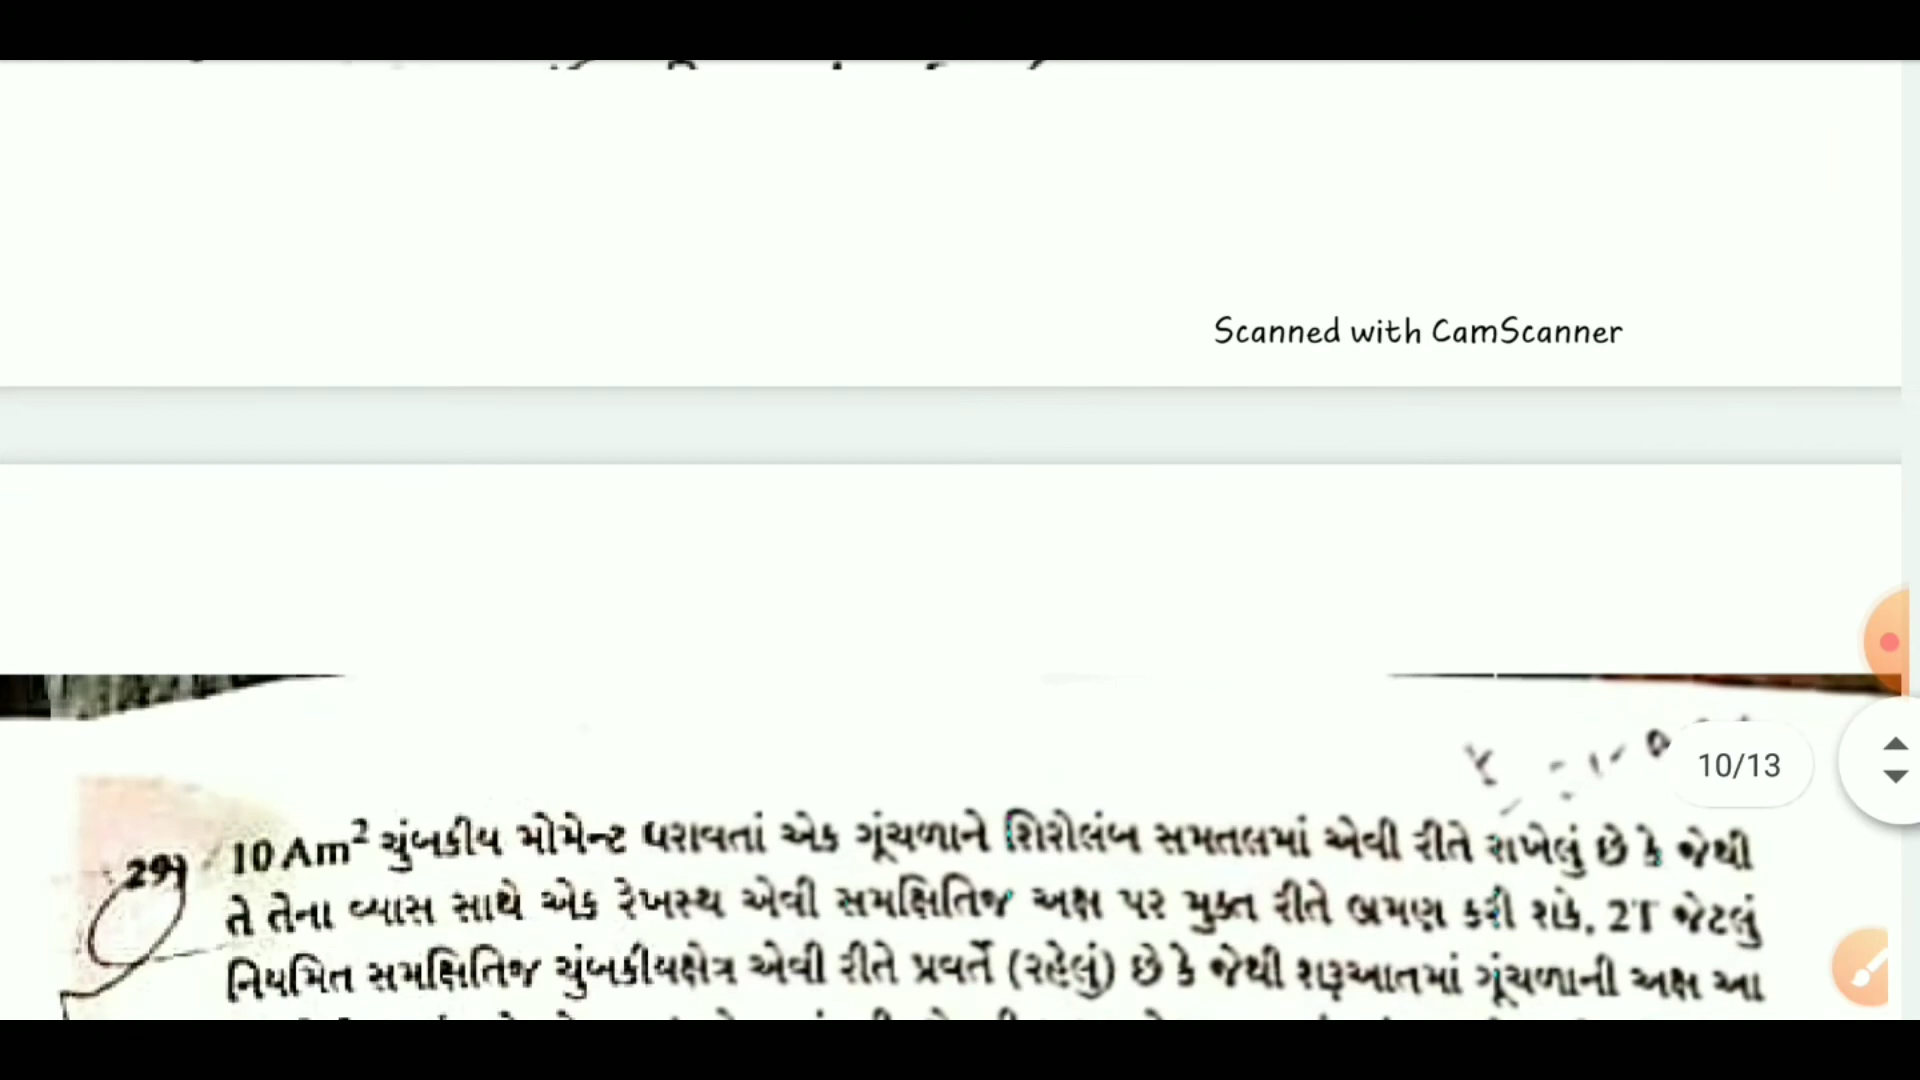 Scanned with CamScanner
10/13
29) 10 Am² ચુંબકીય મોમેન્ટ ધરાવતાં એક ગૂંચળાને શિરોલંબ સમતલમાં એવી રીતે રાખેલું છે કે જેથી
તે તેના વ્યાસ સાથે એક રેખસ્થ એવી સમક્ષિતિજ અક્ષ પર મુક્ત રીતે ભ્રમણ કરી શકે, 2T જેટલું
નિયમિત સમક્ષિતિજ ચુંબકીયક્ષેત્ર એવી રીતે પ્રવર્તે (રહેલું) છે કે જેથી શરૂઆતમાં ગૂંચળાની અક્ષ આ